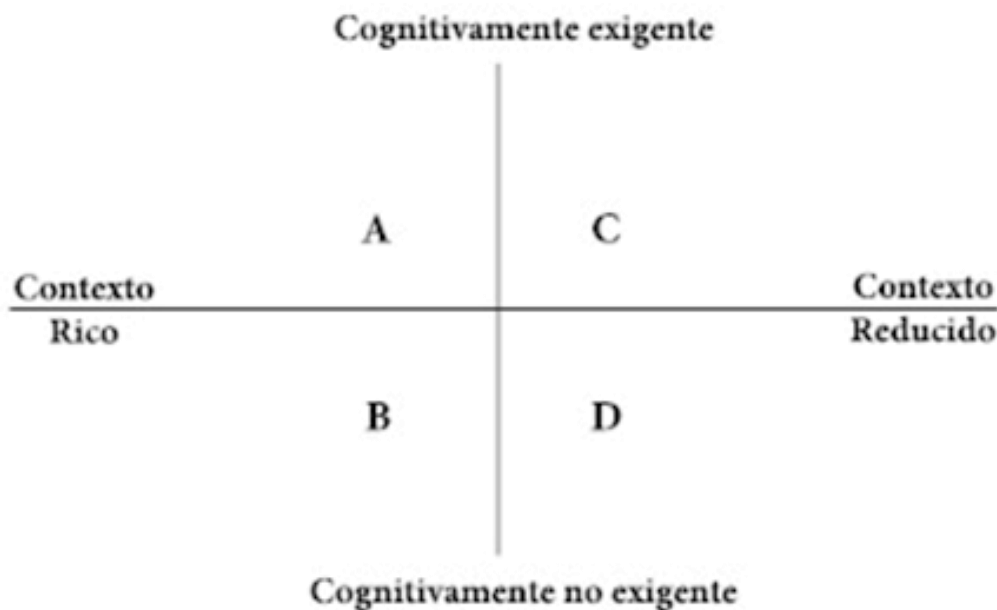 Cognitivamente exigente
A C
Contexto Contexto
Rico Reducido
B D
Cognitivamente no exigente